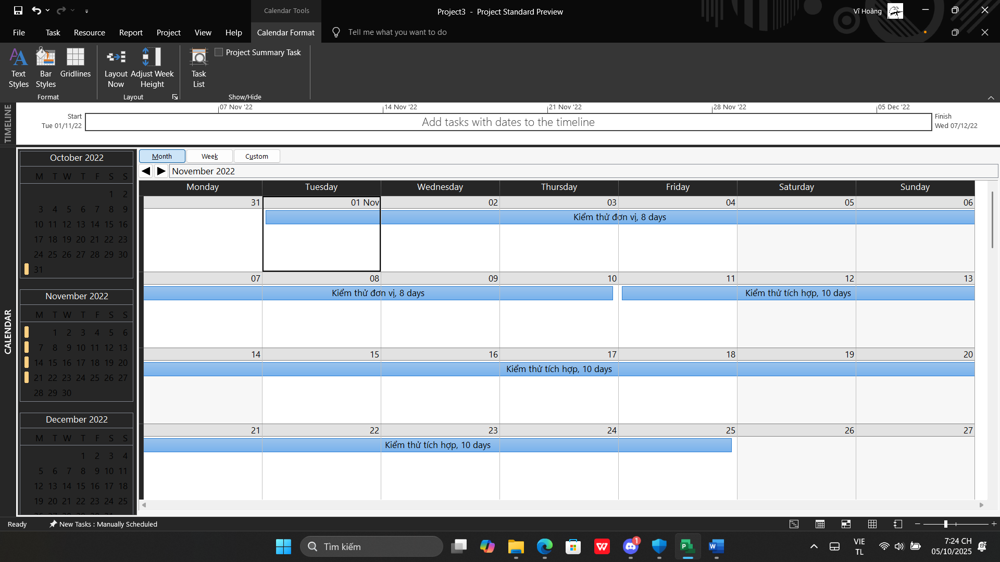 Calendar Tools
Project3 - Project Standard Preview
Vĩ Hoàng
File Task Resource Report Project View Help Calendar Format Tell me what you want to do
Text Styles
Bar Styles
Gridlines
Format
Layout Now
Adjust Week Height
Layout
Task List
Project Summary Task
Show/Hide
TIMELINE
07 Nov '22 14 Nov '22 21 Nov '22 28 Nov '22 05 Dec '22
Start
Tue 01/11/22
Add tasks with dates to the timeline
Finish
Wed 07/12/22
CALENDAR
October 2022
M T W T F S S
1 2
3 4 5 6 7 8 9
10 11 12 13 14 15 16
17 18 19 20 21 22 23
24 25 26 27 28 29 30
31
November 2022
M T W T F S S
1 2 3 4 5 6
7 8 9 10 11 12 13
14 15 16 17 18 19 20
21 22 23 24 25 26 27
28 29 30
December 2022
M T W T F S S
1 2 3 4
5 6 7 8 9 10 11
12 13 14 15 16 17 18
19 20 21 22 23 24 25
Month Week Custom
November 2022
Monday Tuesday Wednesday Thursday Friday Saturday Sunday
31 01 Nov 02 03 04 05 06
Kiểm thử đơn vị, 8 days
07 08 09 10 11 12 13
Kiểm thử đơn vị, 8 days Kiểm thử tích hợp, 10 days
14 15 16 17 18 19 20
Kiểm thử tích hợp, 10 days
21 22 23 24 25 26 27
Kiểm thử tích hợp, 10 days
Ready New Tasks : Manually Scheduled
Tìm kiếm
1
VIE
TL
7:24 CH
05/10/2025